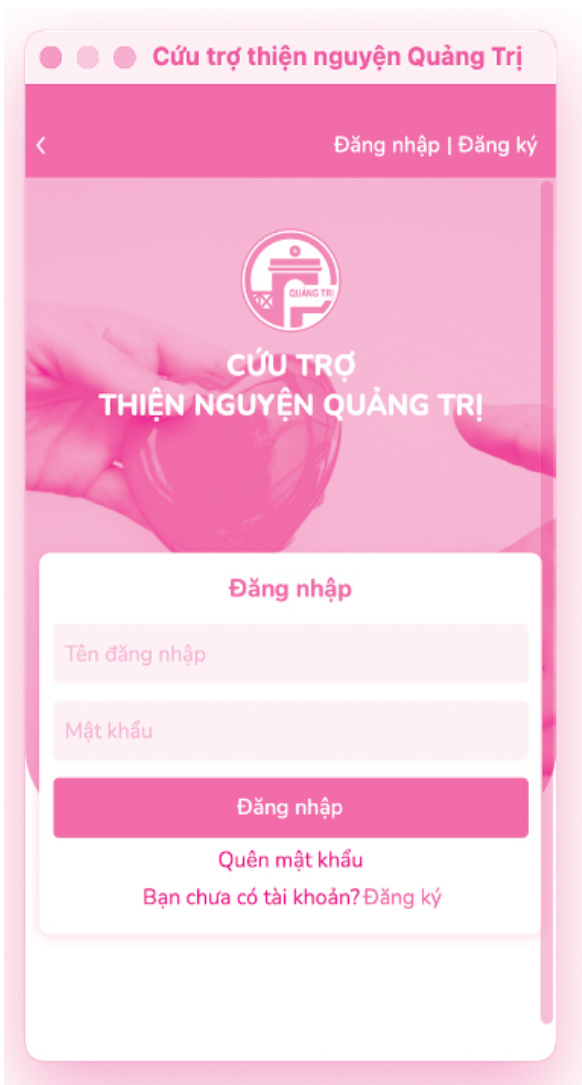 Cứu trợ thiện nguyện Quảng Trị
Đăng nhập | Đăng ký
QUẢNG TRỊ
CỨU TRỢ
THIỆN NGUYỆN QUẢNG TRỊ
Đăng nhập
Tên đăng nhập
Mật khẩu
Đăng nhập
Quên mật khẩu
Bạn chưa có tài khoản? Đăng ký